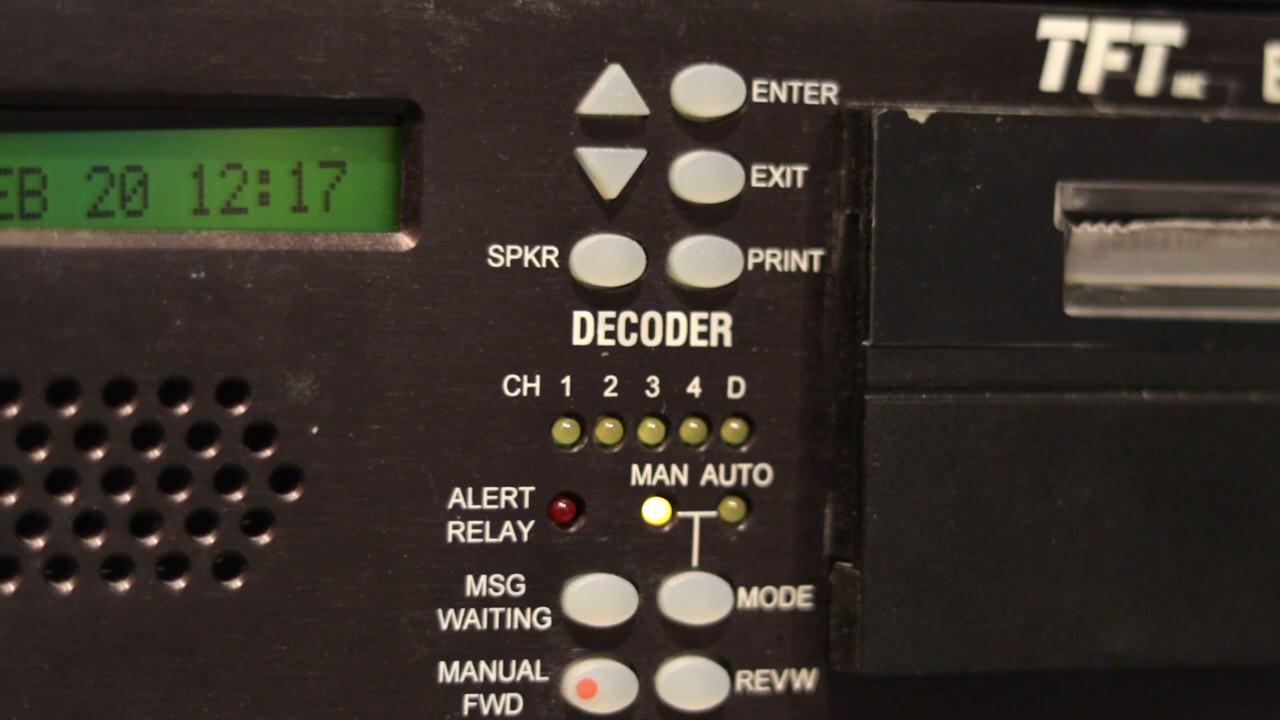 TFT
EB 20 12:17
ENTER
EXIT
SPKR
PRINT
DECODER
CH 1 2 3 4 D
MAN AUTO
ALERT
RELAY
MSG
WAITING
MODE
MANUAL
FWD
REVW